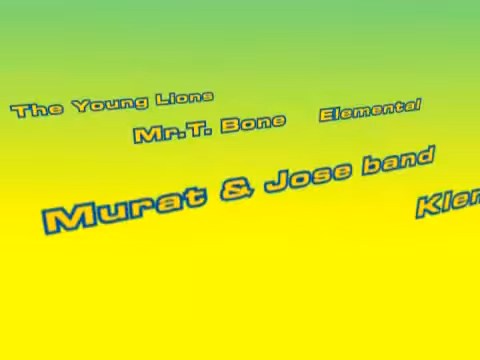 The Young Lions
Mr.T. Bone
Elemental
Murat & Jose band